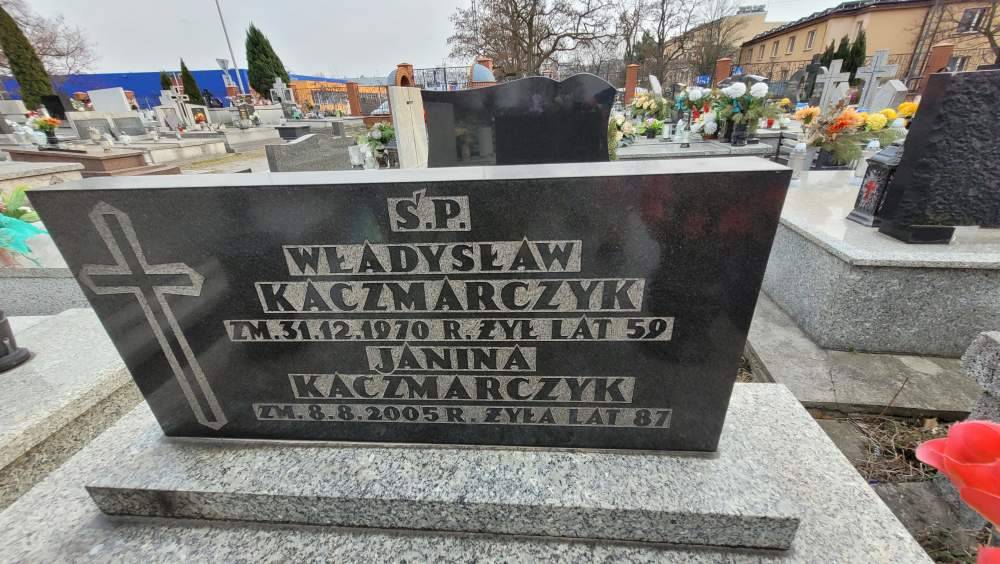 Ś.P.
WŁADYSŁAW
KACZMARCZYK
ZM. 31.12.1970 R. ŻYŁ LAT 59
JANINA
KACZMARCZYK
ZM. 8.8.2005 R. ŻYŁA LAT 87